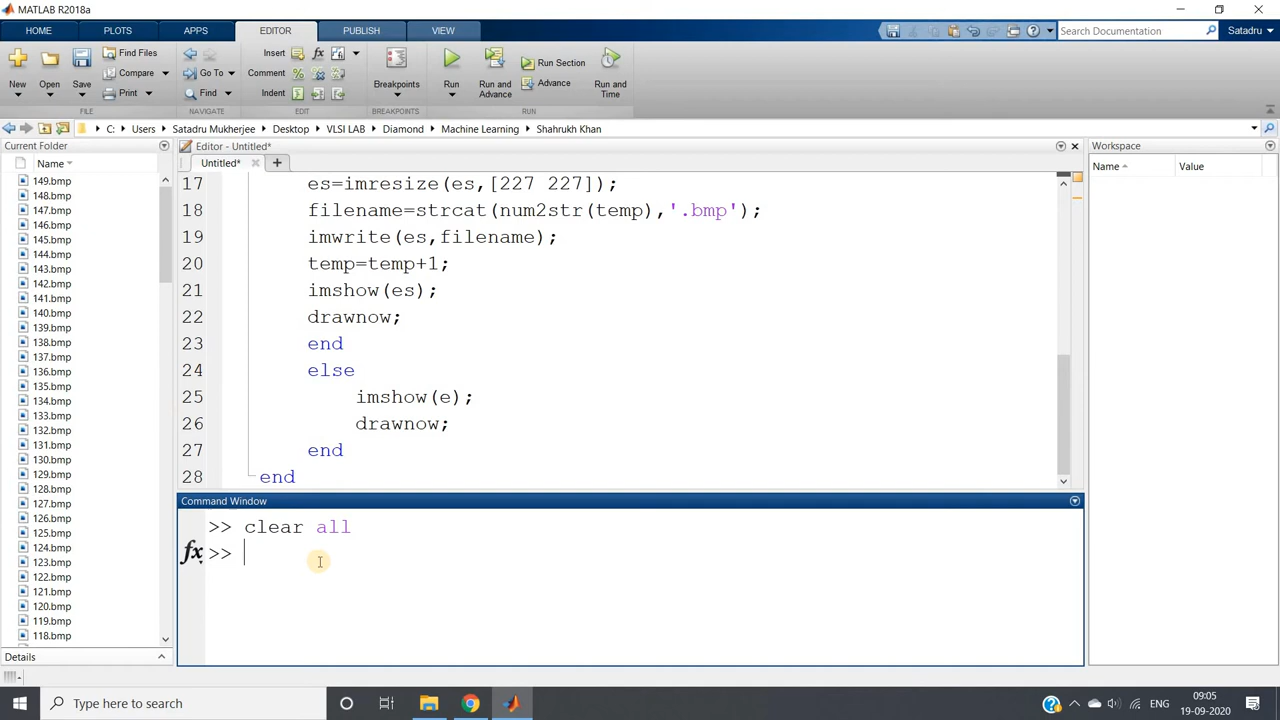 MATLAB R2018a
HOME PLOTS APPS EDITOR PUBLISH VIEW Search Documentation Satadru
New Open Save Find Files Compare Print Go To Find Insert fx Comment % Indent Breakpoints Run Run and Advance Run Section Advance Run and Time
FILE NAVIGATE EDIT BREAKPOINTS RUN
C: Users Satadru Mukherjee Desktop VLSI LAB Diamond Machine Learning Shahrukh Khan
Current Folder
Name
149.bmp
148.bmp
147.bmp
146.bmp
145.bmp
144.bmp
143.bmp
142.bmp
141.bmp
140.bmp
139.bmp
138.bmp
137.bmp
136.bmp
135.bmp
134.bmp
133.bmp
132.bmp
131.bmp
130.bmp
129.bmp
128.bmp
127.bmp
126.bmp
125.bmp
124.bmp
123.bmp
122.bmp
121.bmp
120.bmp
119.bmp
118.bmp
Details
Editor - Untitled*
Untitled* +
17 es=imresize(es,[227 227]);
18 filename=strcat(num2str(temp),'.bmp');
19 imwrite(es,filename);
20 temp=temp+1;
21 imshow(es);
22 drawnow;
23 end
24 else
25 imshow(e);
26 drawnow;
27 end
28 end
Command Window
>> clear all
fx >>
Workspace
Name Value
Type here to search
ENG
09:05
19-09-2020